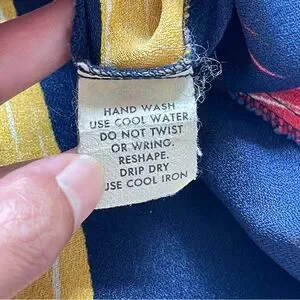 HAND WASH
USE COOL WATER
DO NOT TWIST
OR WRING.
RESHAPE.
DRIP DRY
USE COOL IRON